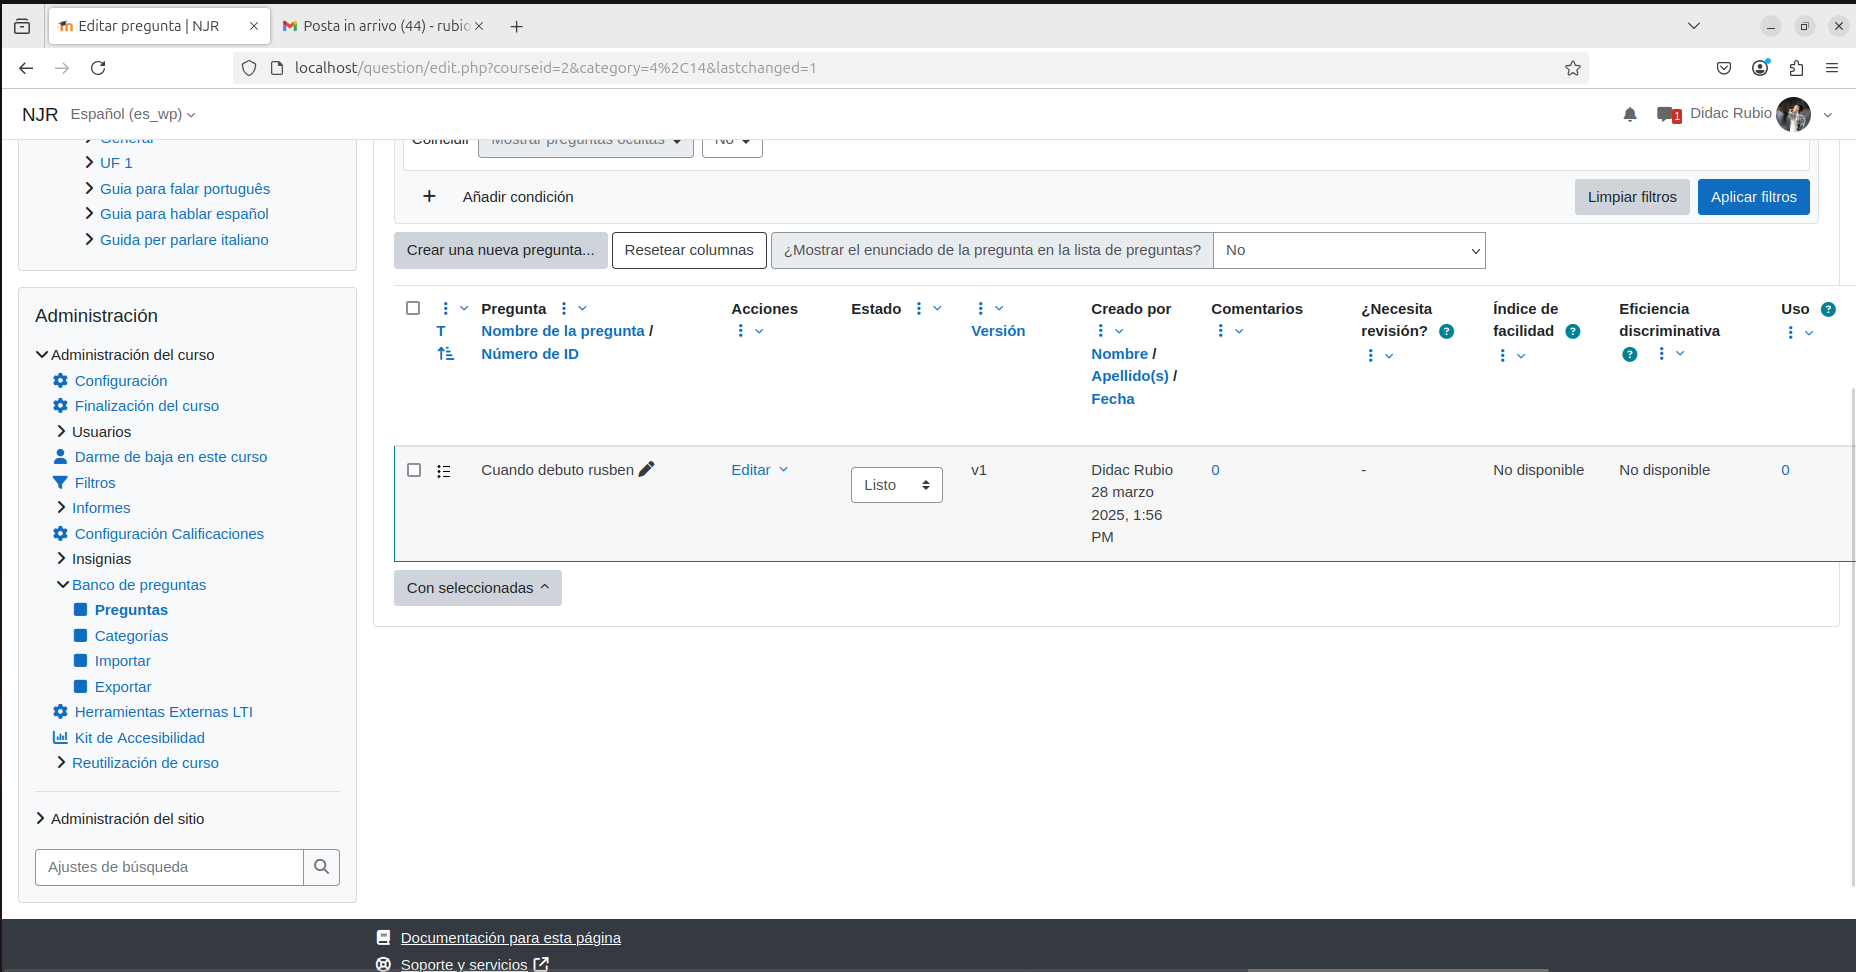 Editar pregunta | NJR
Posta in arrivo (44) - rubio
localhost/question/edit.php?courseid=2&category=4%2C14&lastchanged=1
NJR Español (es_wp)
1 Didac Rubio
General
UF 1
Guia para falar português
Guia para hablar español
Guida per parlare italiano
Administración
Administración del curso
Configuración
Finalización del curso
Usuarios
Darme de baja en este curso
Filtros
Informes
Configuración Calificaciones
Insignias
Banco de preguntas
Preguntas
Categorías
Importar
Exportar
Herramientas Externas LTI
Kit de Accesibilidad
Reutilización de curso
Administración del sitio
Ajustes de búsqueda
Coincidir Mostrar preguntas ocultas No
Añadir condición Limpiar filtros Aplicar filtros
Crear una nueva pregunta... Resetear columnas ¿Mostrar el enunciado de la pregunta en la lista de preguntas? No
T
Pregunta
Nombre de la pregunta /
Número de ID
Acciones
Estado
Versión
Creado por
Nombre /
Apellido(s) /
Fecha
Comentarios
¿Necesita
revisión? ?
Índice de
facilidad ?
Eficiencia
discriminativa
?
Uso ?
Cuando debuto rusben Editar Listo v1
Didac Rubio
28 marzo
2025, 1:56
PM
0 - No disponible No disponible 0
Con seleccionadas
Documentación para esta página
Soporte y servicios